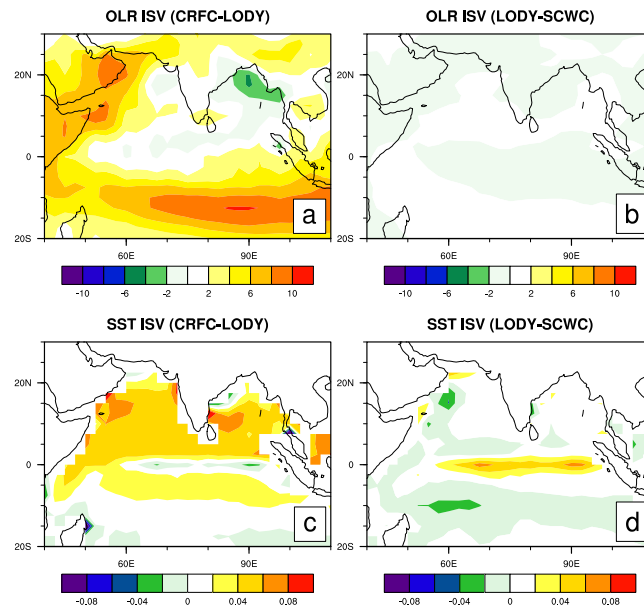 OLR ISV (CRFC-LODY)
OLR ISV (LODY-SCWC)
20N
0
20S
60E
90E
a
60E
90E
b
-10 -6 -2 2 6 10
-10 -6 -2 2 6 10
SST ISV (CRFC-LODY)
SST ISV (LODY-SCWC)
20N
0
20S
60E
90E
c
20N
0
20S
60E
90E
d
-0.08 -0.04 0 0.04 0.08
-0.08 -0.04 0 0.04 0.08